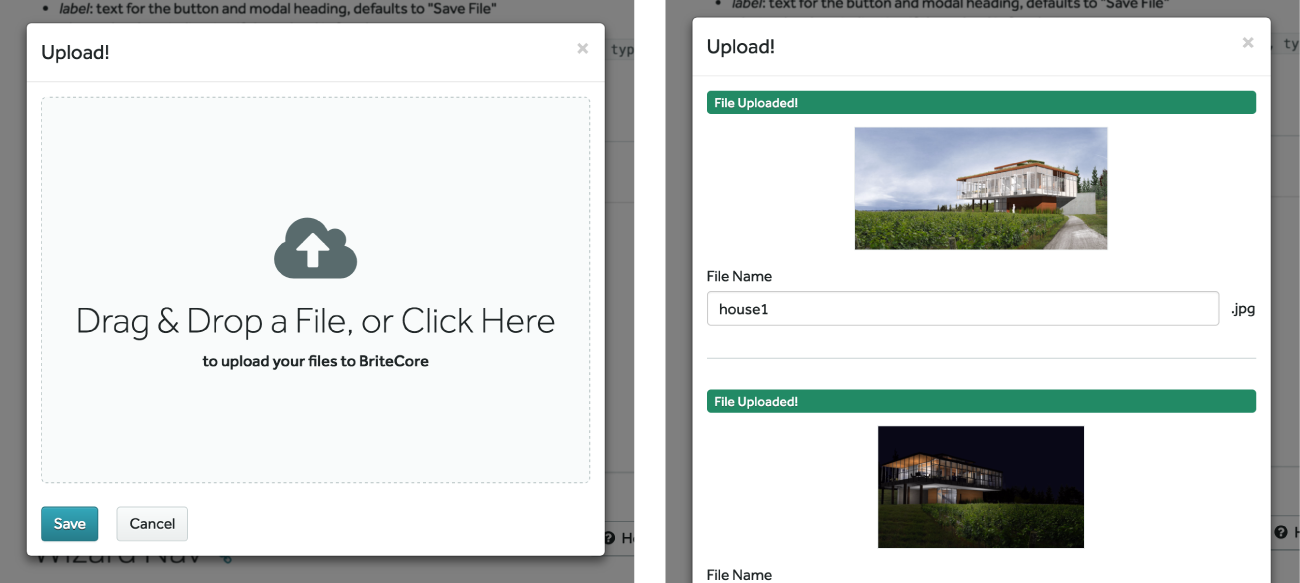 label: text for the button and modal heading, defaults to "Save File"
Upload!
×
typ
Drag & Drop a File, or Click Here
to upload your files to BriteCore
Save
Cancel
Wizard Nav
label: text for the button and modal heading, defaults to "Save File"
Upload!
×
, ty
File Uploaded!
File Name
house1
.jpg
File Uploaded!
File Name